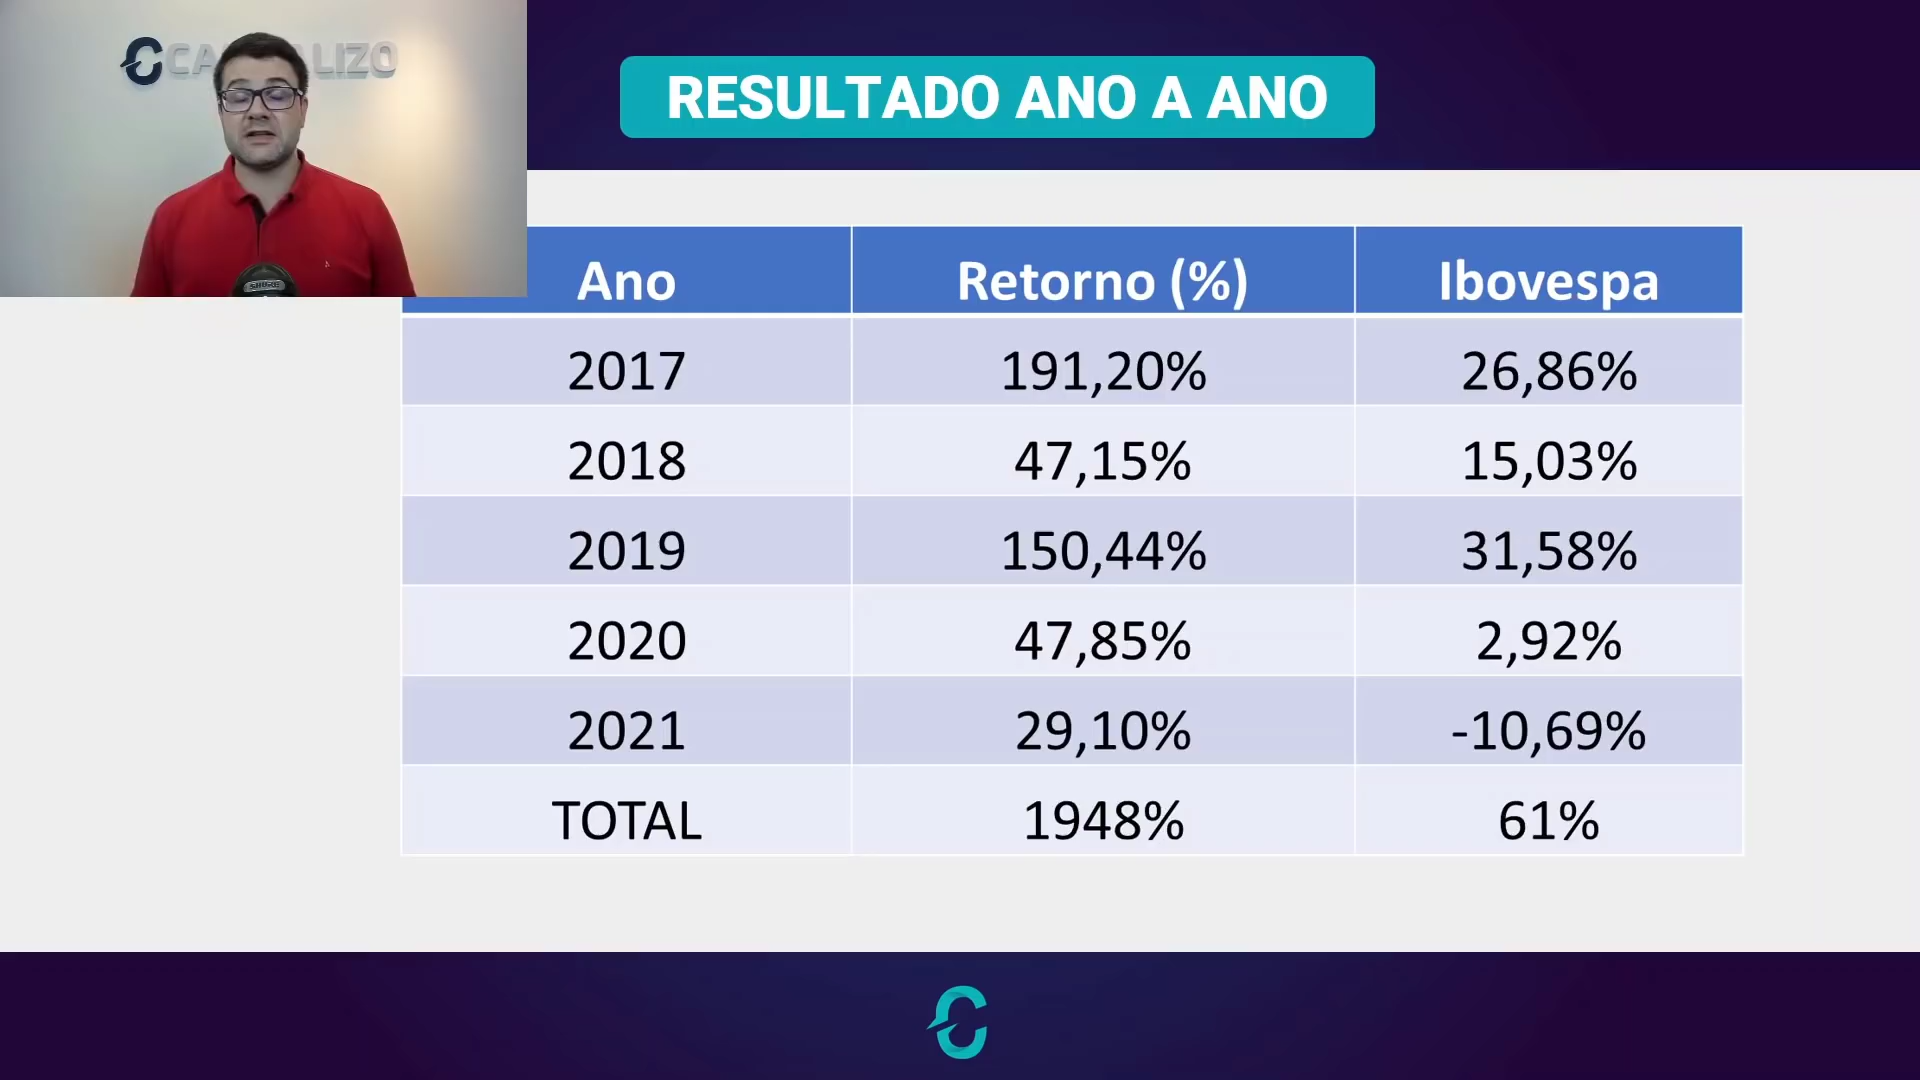 RESULTADO ANO A ANO
Ano Retorno (%) Ibovespa
2017 191,20% 26,86%
2018 47,15% 15,03%
2019 150,44% 31,58%
2020 47,85% 2,92%
2021 29,10% -10,69%
TOTAL 1948% 61%